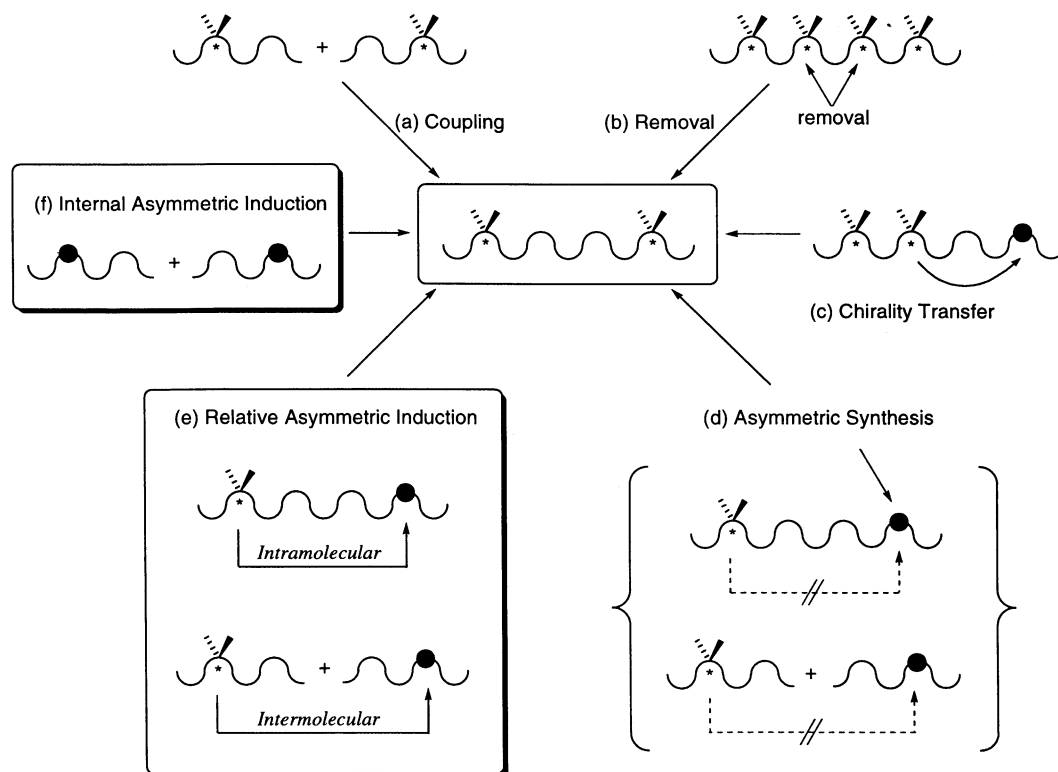 * + *
* * * *
(a) Coupling
(b) Removal
removal
(f) Internal Asymmetric Induction
+
* *
* *
(c) Chirality Transfer
(e) Relative Asymmetric Induction
*
Intramolecular
* +
Intermolecular
(d) Asymmetric Synthesis
*
* +